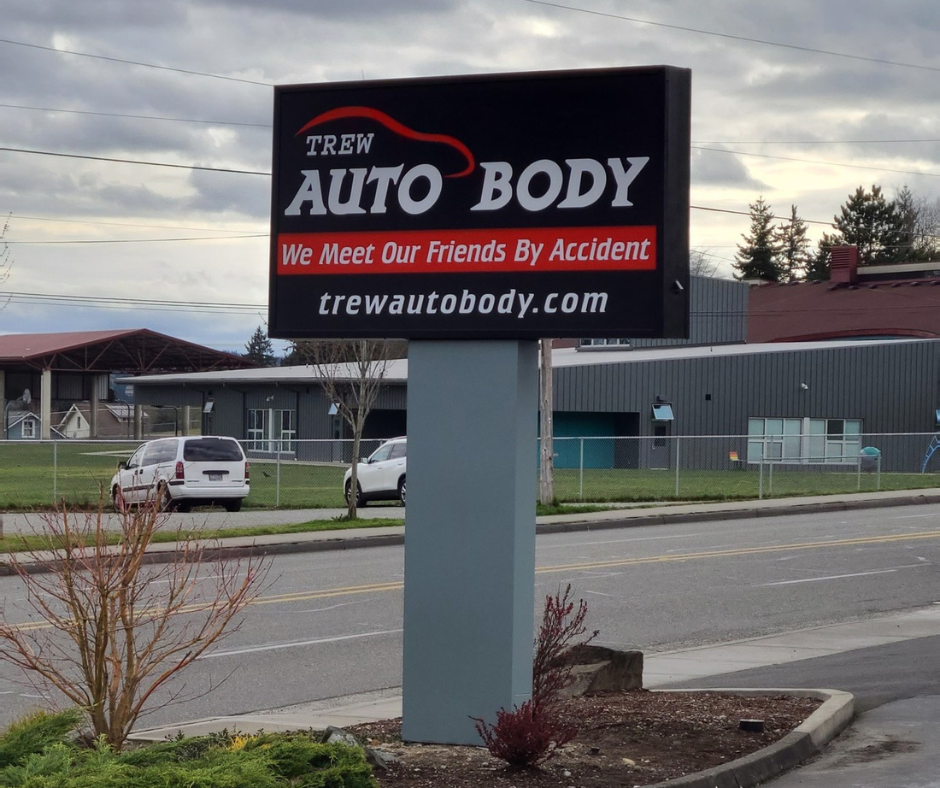 TREW
AUTO BODY
We Meet Our Friends By Accident
trewautobody.com